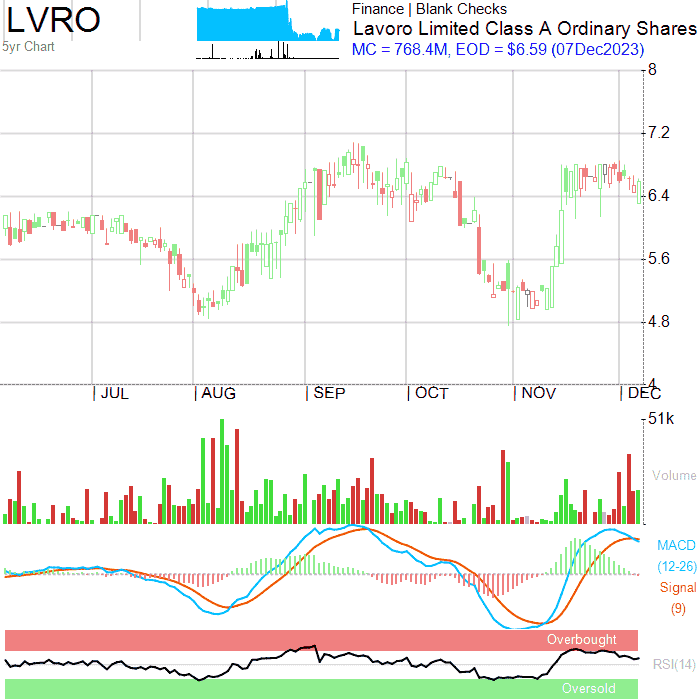 LVRO
5yr Chart
Finance | Blank Checks
Lavoro Limited Class A Ordinary Shares
MC = 768.4M, EOD = $6.59 (07Dec2023)
8
7.2
6.4
5.6
4.8
4
JUL AUG SEP OCT NOV DEC
51k
Volume
MACD
(12-26)
Signal
(9)
Overbought
RSI(14)
Oversold